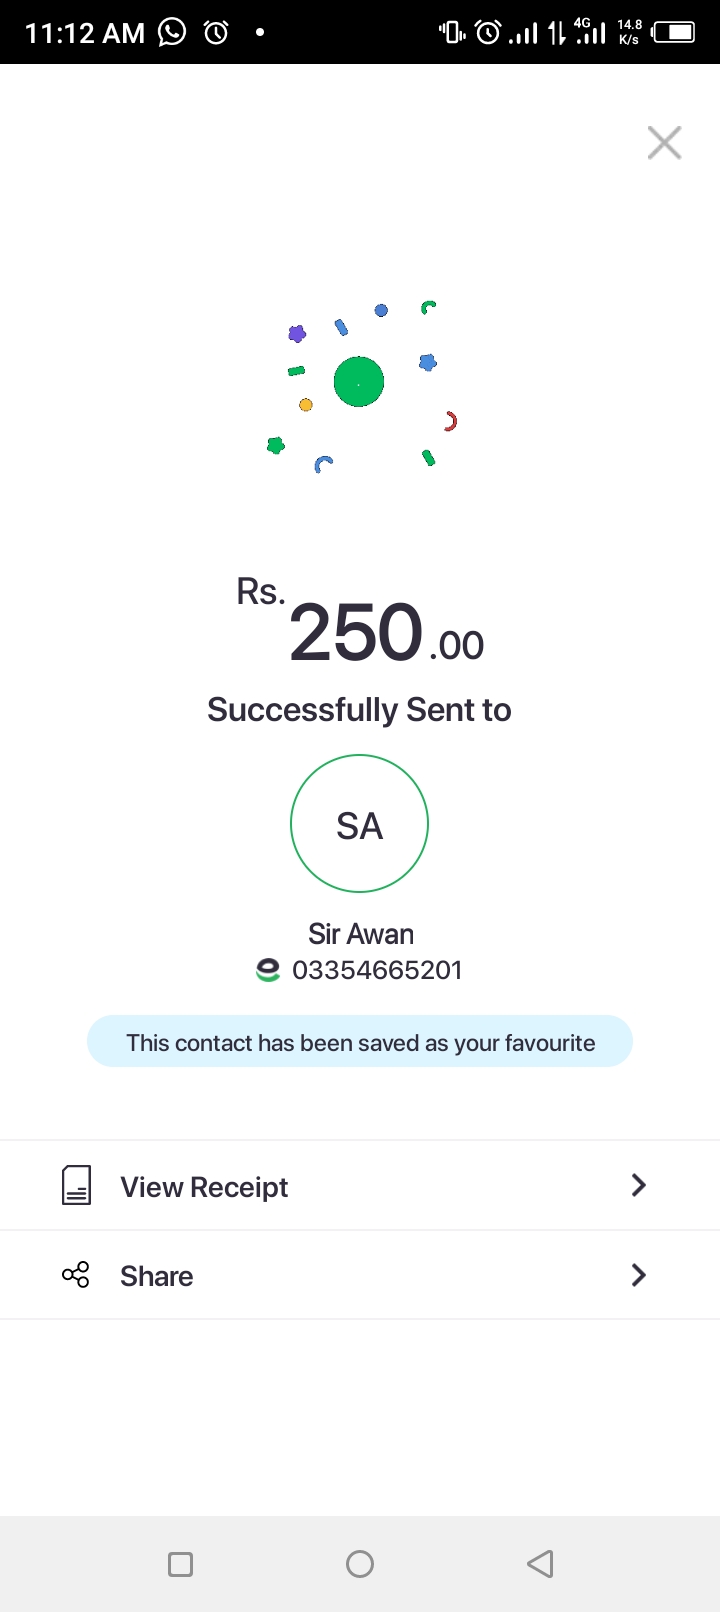 11:12 AM
4G
14.8
K/s
Rs.
250.00
Successfully Sent to
SA
Sir Awan
03354665201
This contact has been saved as your favourite
View Receipt
Share